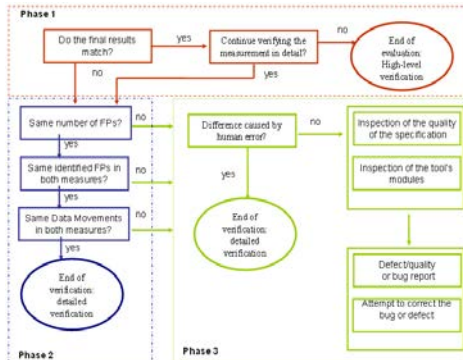 Phase 1
Do the final results
match?
yes
Continue verifying the
measurement in detail?
no
End of
evaluation:
High-level
verification
no
yes
Same number of FPs?
no
yes
Same identified FPs in
both measures?
no
yes
Same Data Movements
in both measures?
no
yes
End of
verification:
detailed
verification
Phase 2
Difference caused by
human error?
no
yes
End of
verification:
detailed
verification
Inspection of the quality
of the specification
Inspection of the tool's
modules
Defect/quality
or bug report
Attempt to correct the
bug or defect
Phase 3